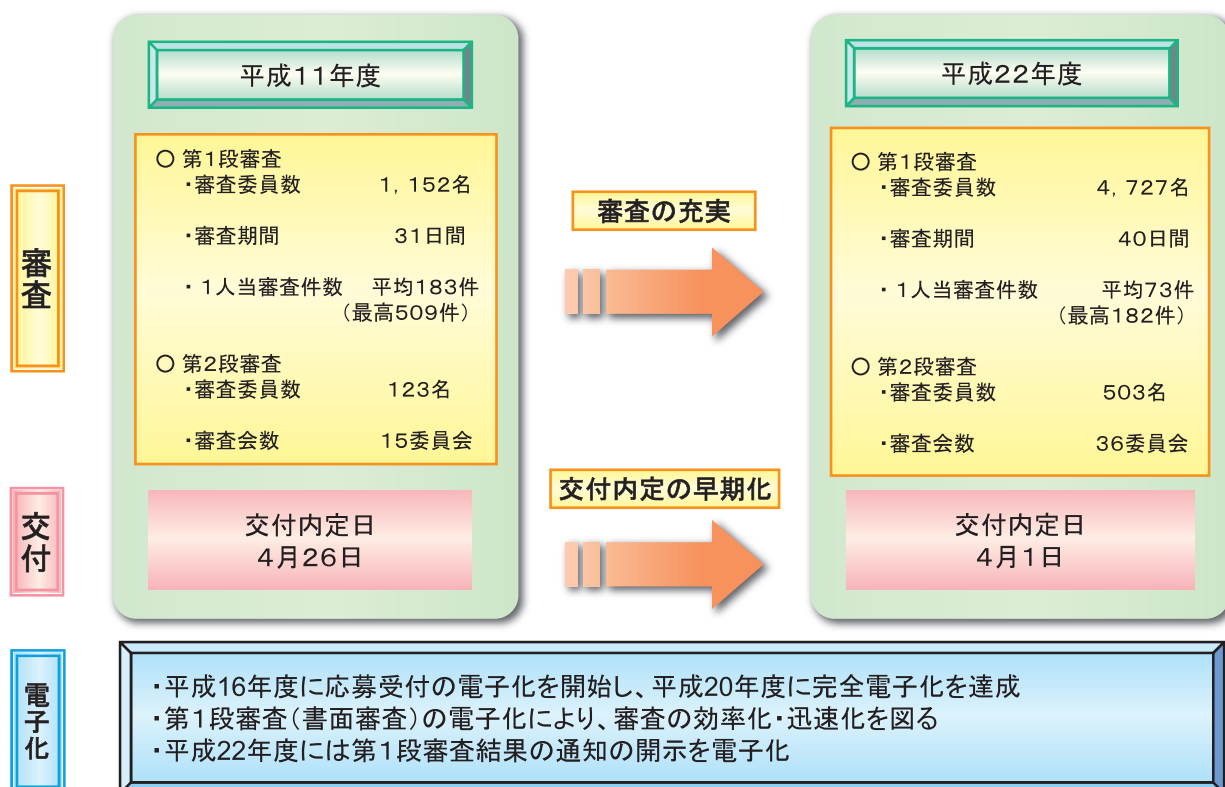 平成11年度
審査
○ 第1段審査
・審査委員数 1，152名
・審査期間 31日間
・1人当審査件数 平均183件
（最高509件）
○ 第2段審査
・審査委員数 123名
・審査会数 15委員会
審査の充実
平成22年度
○ 第1段審査
・審査委員数 4，727名
・審査期間 40日間
・1人当審査件数 平均73件
（最高182件）
○ 第2段審査
・審査委員数 503名
・審査会数 36委員会
交付
交付内定日
4月26日
交付内定の早期化
交付内定日
4月1日
電子化
・平成16年度に応募受付の電子化を開始し、平成20年度に完全電子化を達成
・第1段審査（書面審査）の電子化により、審査の効率化・迅速化を図る
・平成22年度には第1段審査結果の通知の開示を電子化